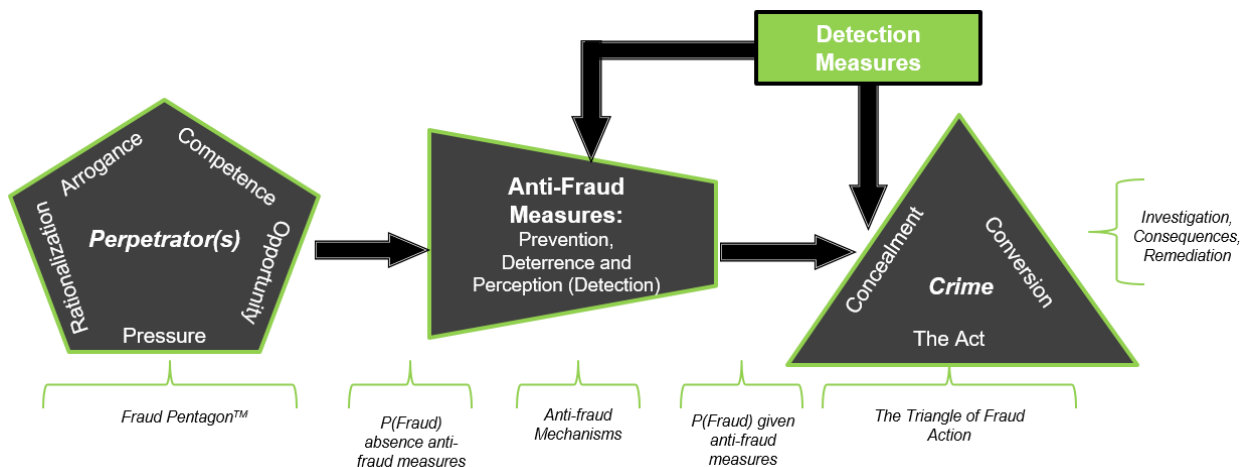 Detection
Measures
Arrogance
Competence
Rationalization
Opportunity
Perpetrator(s)
Pressure
Anti-Fraud
Measures:
Prevention,
Deterrence and
Perception (Detection)
Concealment
Conversion
Crime
The Act
Investigation,
Consequences,
Remediation
Fraud Pentagon™
P(Fraud)
absence anti-
fraud measures
Anti-fraud
Mechanisms
P(Fraud) given
anti-fraud
measures
The Triangle of Fraud
Action